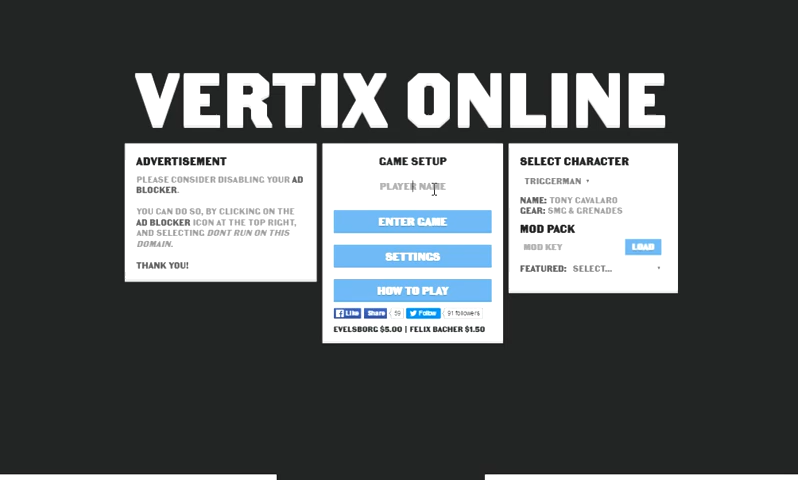 VERTIX ONLINE
ADVERTISEMENT
PLEASE CONSIDER DISABLING YOUR AD
BLOCKER.
YOU CAN DO SO, BY CLICKING ON THE
AD BLOCKER ICON AT THE TOP RIGHT,
AND SELECTING DONT RUN ON THIS
DOMAIN.
THANK YOU!
GAME SETUP
PLAYER NAME
ENTER GAME
SETTINGS
HOW TO PLAY
Like Share 59 Follow 91 followers
EVELSBORG $5.00 | FELIX BACHER $1.50
SELECT CHARACTER
TRIGGERMAN
NAME: TONY CAVALARO
GEAR: SMG & GRENADES
MOD PACK
MOD KEY LOAD
FEATURED: SELECT...